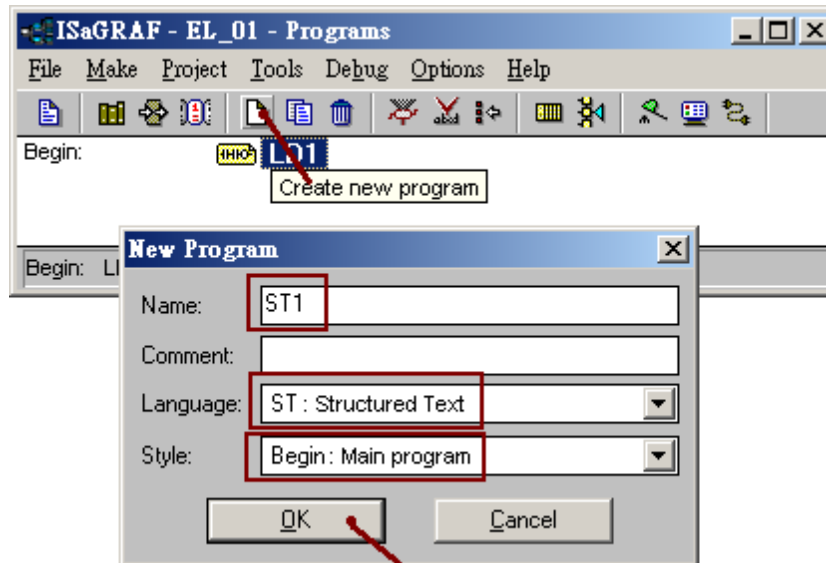 ISaGRAF - EL_01 - Programs
File Make Project Tools Debug Options Help
Begin: LD1
Create new program
Begin:
New Program
Name: ST1
Comment:
Language: ST : Structured Text
Style: Begin : Main program
OK Cancel